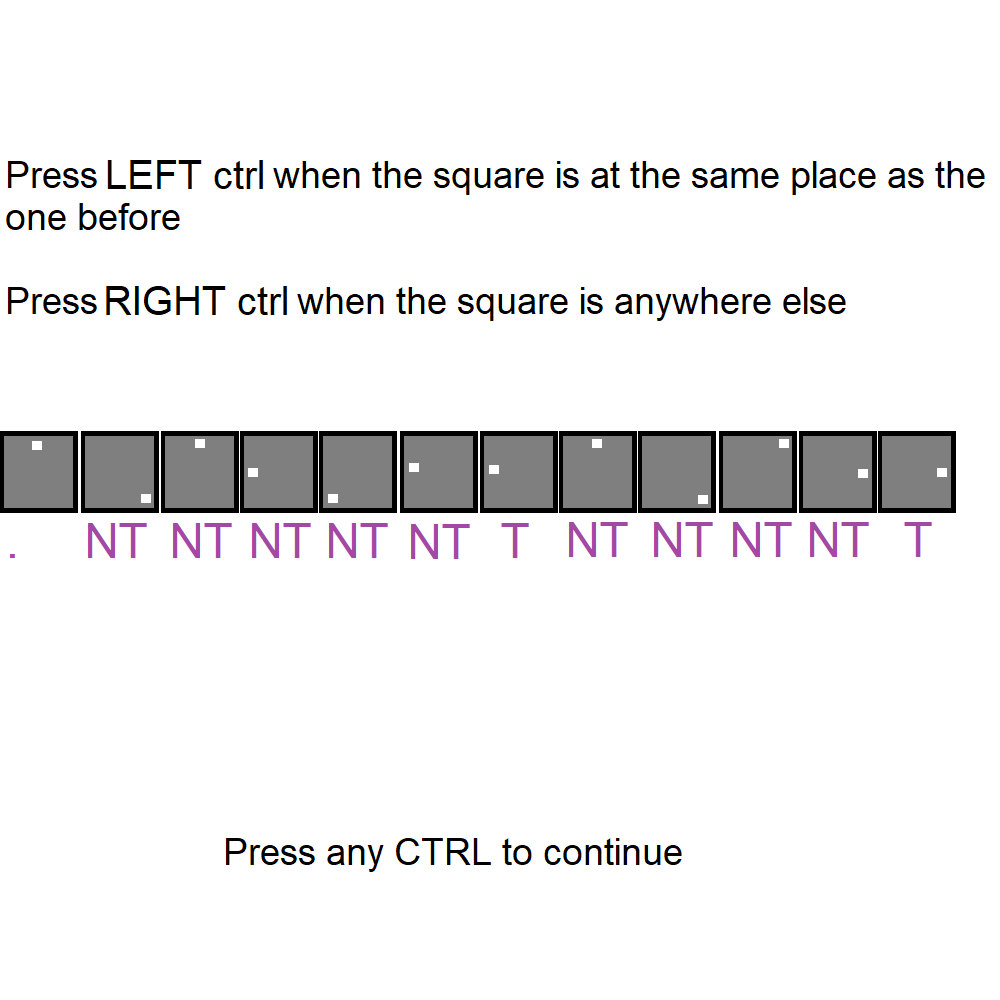 Press LEFT ctrl when the square is at the same place as the
one before
Press RIGHT ctrl when the square is anywhere else
. NT NT NT NT NT T NT NT NT NT T
Press any CTRL to continue